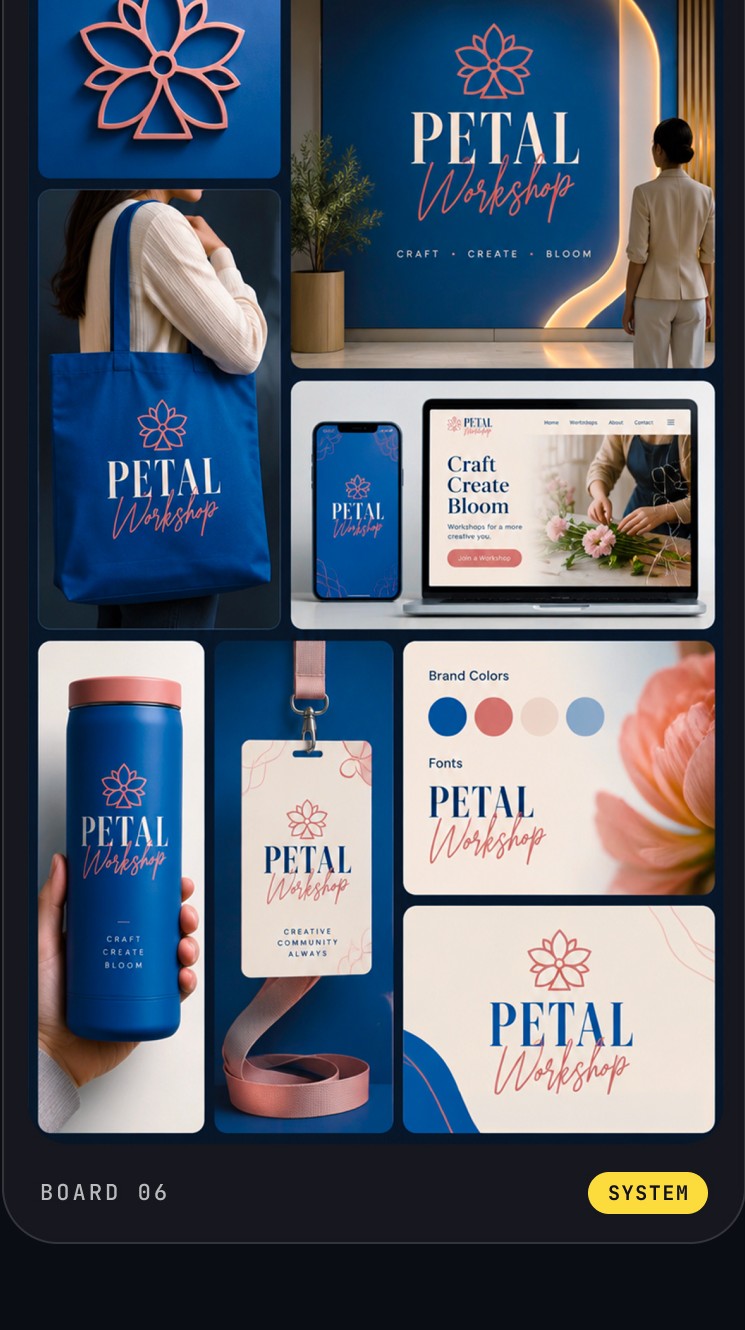 PETAL
Workshop
CRAFT • CREATE • BLOOM
PETAL
Workshop
PETAL
Workshop
PETAL
Workshop
Home Workshops About Contact
Craft
Create
Bloom
Workshops for a more
creative you.
Join a Workshop
PETAL
Workshop
CRAFT
CREATE
BLOOM
PETAL
Workshop
CREATIVE
COMMUNITY
ALWAYS
Brand Colors
Fonts
PETAL
Workshop
PETAL
Workshop
BOARD 06
SYSTEM